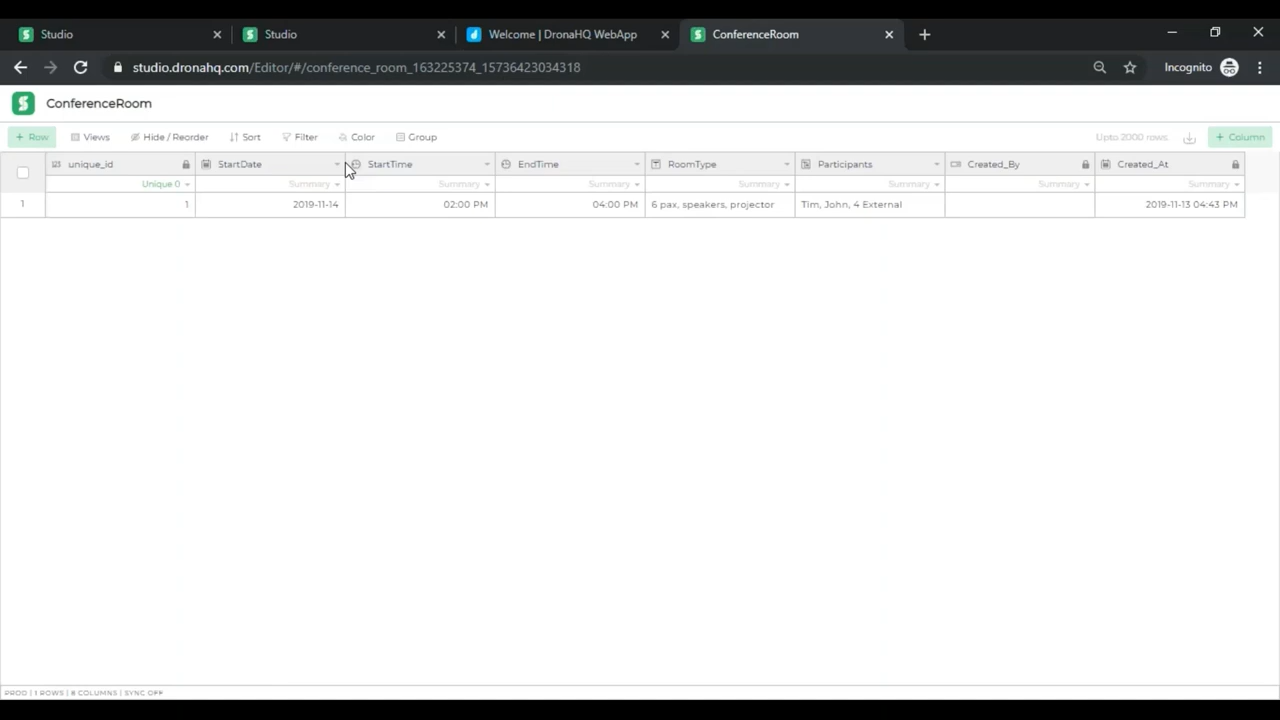 Studio
Studio
Welcome | DronaHQ WebApp
ConferenceRoom
studio.dronahq.com/Editor/#/conference_room_163225374_15736423034318
Incognito
ConferenceRoom
+ Row
Views
Hide / Reorder
Sort
Filter
Color
Group
Upto 2000 rows
+ Column
unique_id
StartDate
StartTime
EndTime
RoomType
Participants
Created_By
Created_At
Unique 0
Summary
Summary
Summary
Summary
Summary
Summary
Summary
1
1
2019-11-14
02:00 PM
04:00 PM
6 pax, speakers, projector
Tim, John, 4 External
2019-11-13 04:43 PM
PROD | 1 ROWS | 8 COLUMNS | SYNC OFF